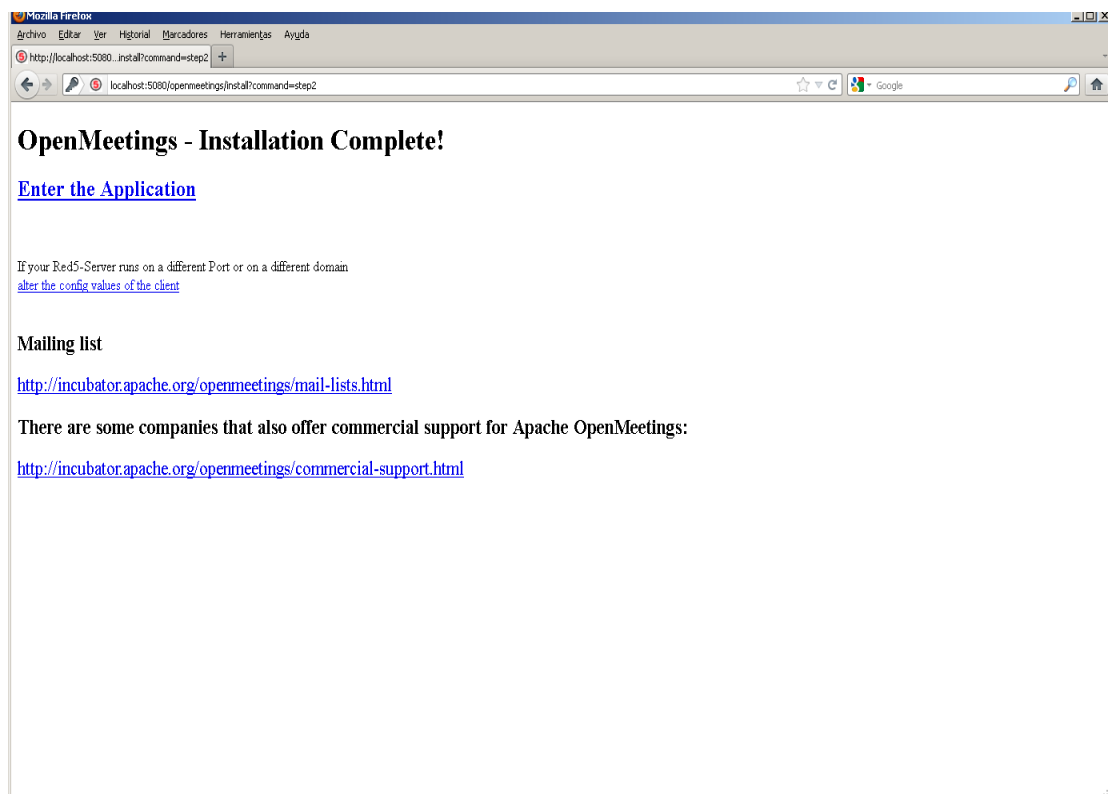 Mozilla Firefox
Archivo Editar Ver Historial Marcadores Herramientas Ayuda
http://localhost:5080...install?command=step2
localhost:5080/openmeetings/install?command=step2
Google
OpenMeetings - Installation Complete!
Enter the Application
If your Red5-Server runs on a different Port or on a different domain
alter the config values of the client
Mailing list
http://incubator.apache.org/openmeetings/mail-lists.html
There are some companies that also offer commercial support for Apache OpenMeetings:
http://incubator.apache.org/openmeetings/commercial-support.html